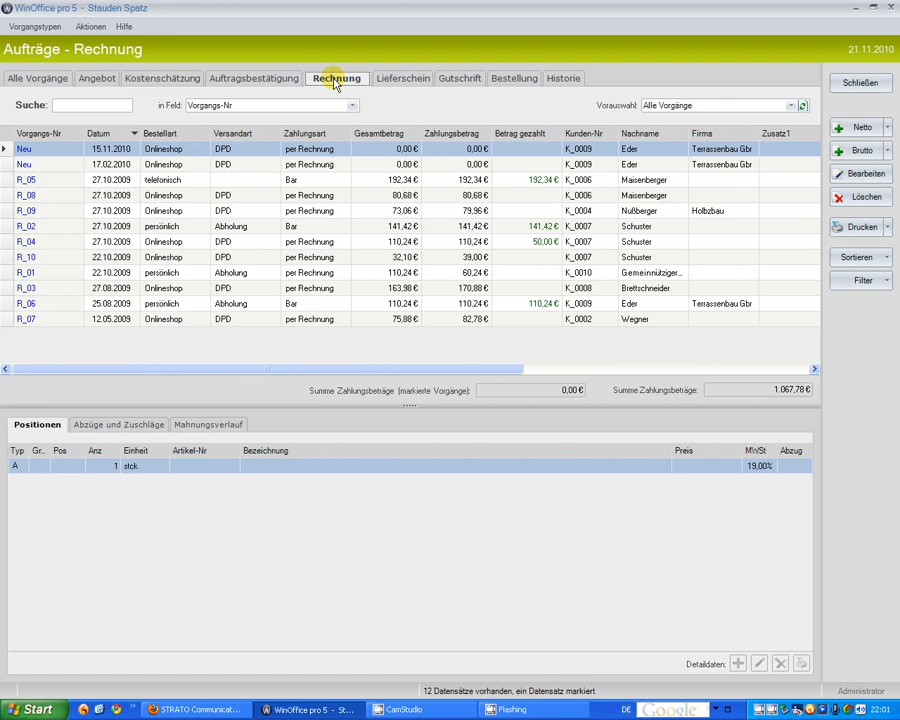 WinOffice pro 5 - Stauden Spatz
Vorgangstypen Aktionen Hilfe
Aufträge - Rechnung 21.11.2010
Alle Vorgänge Angebot Kostenschätzung Auftragsbestätigung Rechnung Lieferschein Gutschrift Bestellung Historie
Schließen
Suche: in Feld: Vorgangs-Nr Vorauswahl: Alle Vorgänge
Netto
Brutto
Bearbeiten
Löschen
Drucken
Sortieren
Filter
Vorgangs-Nr Datum Bestellart Versandart Zahlungsart Gesamtbetrag Zahlungsbetrag Betrag gezahlt Kunden-Nr Nachname Firma Zusatz1
Neu 15.11.2010 Onlineshop DPD per Rechnung 0,00 € 0,00 € K_0009 Eder Terrassenbau Gbr
Neu 17.02.2010 Onlineshop DPD per Rechnung 0,00 € 0,00 € K_0009 Eder Terrassenbau Gbr
R_05 27.10.2009 telefonisch Bar 192,34 € 192,34 € 192,34 € K_0006 Maisenberger
R_08 27.10.2009 Onlineshop DPD per Rechnung 80,68 € 80,68 € K_0006 Maisenberger
R_09 27.10.2009 Onlineshop DPD per Rechnung 73,06 € 79,96 € K_0004 Nußberger Holzbau
R_02 27.10.2009 persönlich Abholung Bar 141,42 € 141,42 € 141,42 € K_0007 Schuster
R_04 27.10.2009 Onlineshop DPD per Rechnung 110,24 € 110,24 € 50,00 € K_0007 Schuster
R_10 22.10.2009 Onlineshop DPD per Rechnung 32,10 € 39,00 € K_0007 Schuster
R_01 22.10.2009 persönlich Abholung per Rechnung 110,24 € 60,24 € K_0010 Gemeinnütziger...
R_03 27.08.2009 Onlineshop DPD per Rechnung 163,98 € 170,88 € K_0008 Brettschneider
R_06 25.08.2009 persönlich Abholung Bar 110,24 € 110,24 € 110,24 € K_0009 Eder Terrassenbau Gbr
R_07 12.05.2009 Onlineshop DPD per Rechnung 75,88 € 82,78 € K_0002 Wegner
Summe Zahlungsbeträge (markierte Vorgänge): 0,00 € Summe Zahlungsbeträge: 1.067,78 €
Positionen Abzüge und Zuschläge Mahnungsverlauf
Typ Gr.. Pos Anz Einheit Artikel-Nr Bezeichnung Preis MWSt Abzug
A 1 stck 19,00%
Detaildaten:
12 Datensätze vorhanden, ein Datensatz markiert Administrator
Start STRATO Communicat... WinOffice pro 5 - St... CamStudio Flashing DE Google 22:01